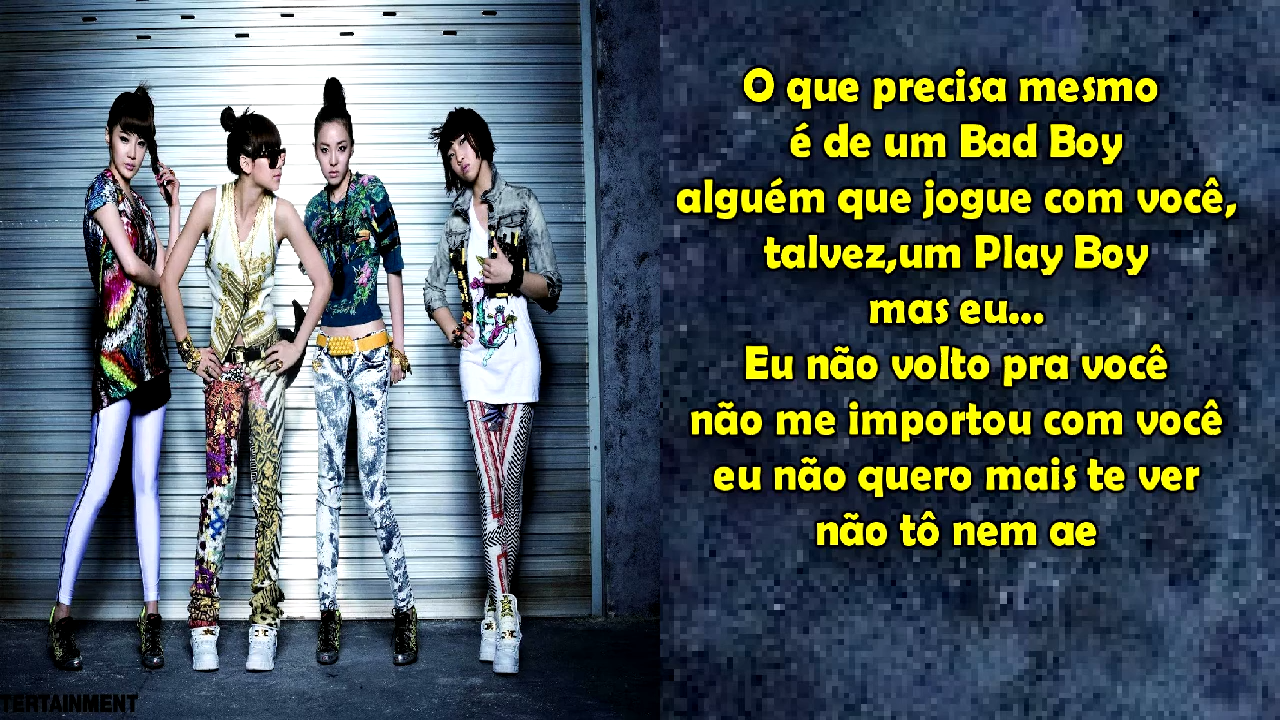 O que precisa mesmo
é de um Bad Boy
alguém que jogue com você,
talvez,um Play Boy
mas eu...
Eu não volto pra você
não me importou com você
eu não quero mais te ver
não tô nem ae
TERTAINMENT